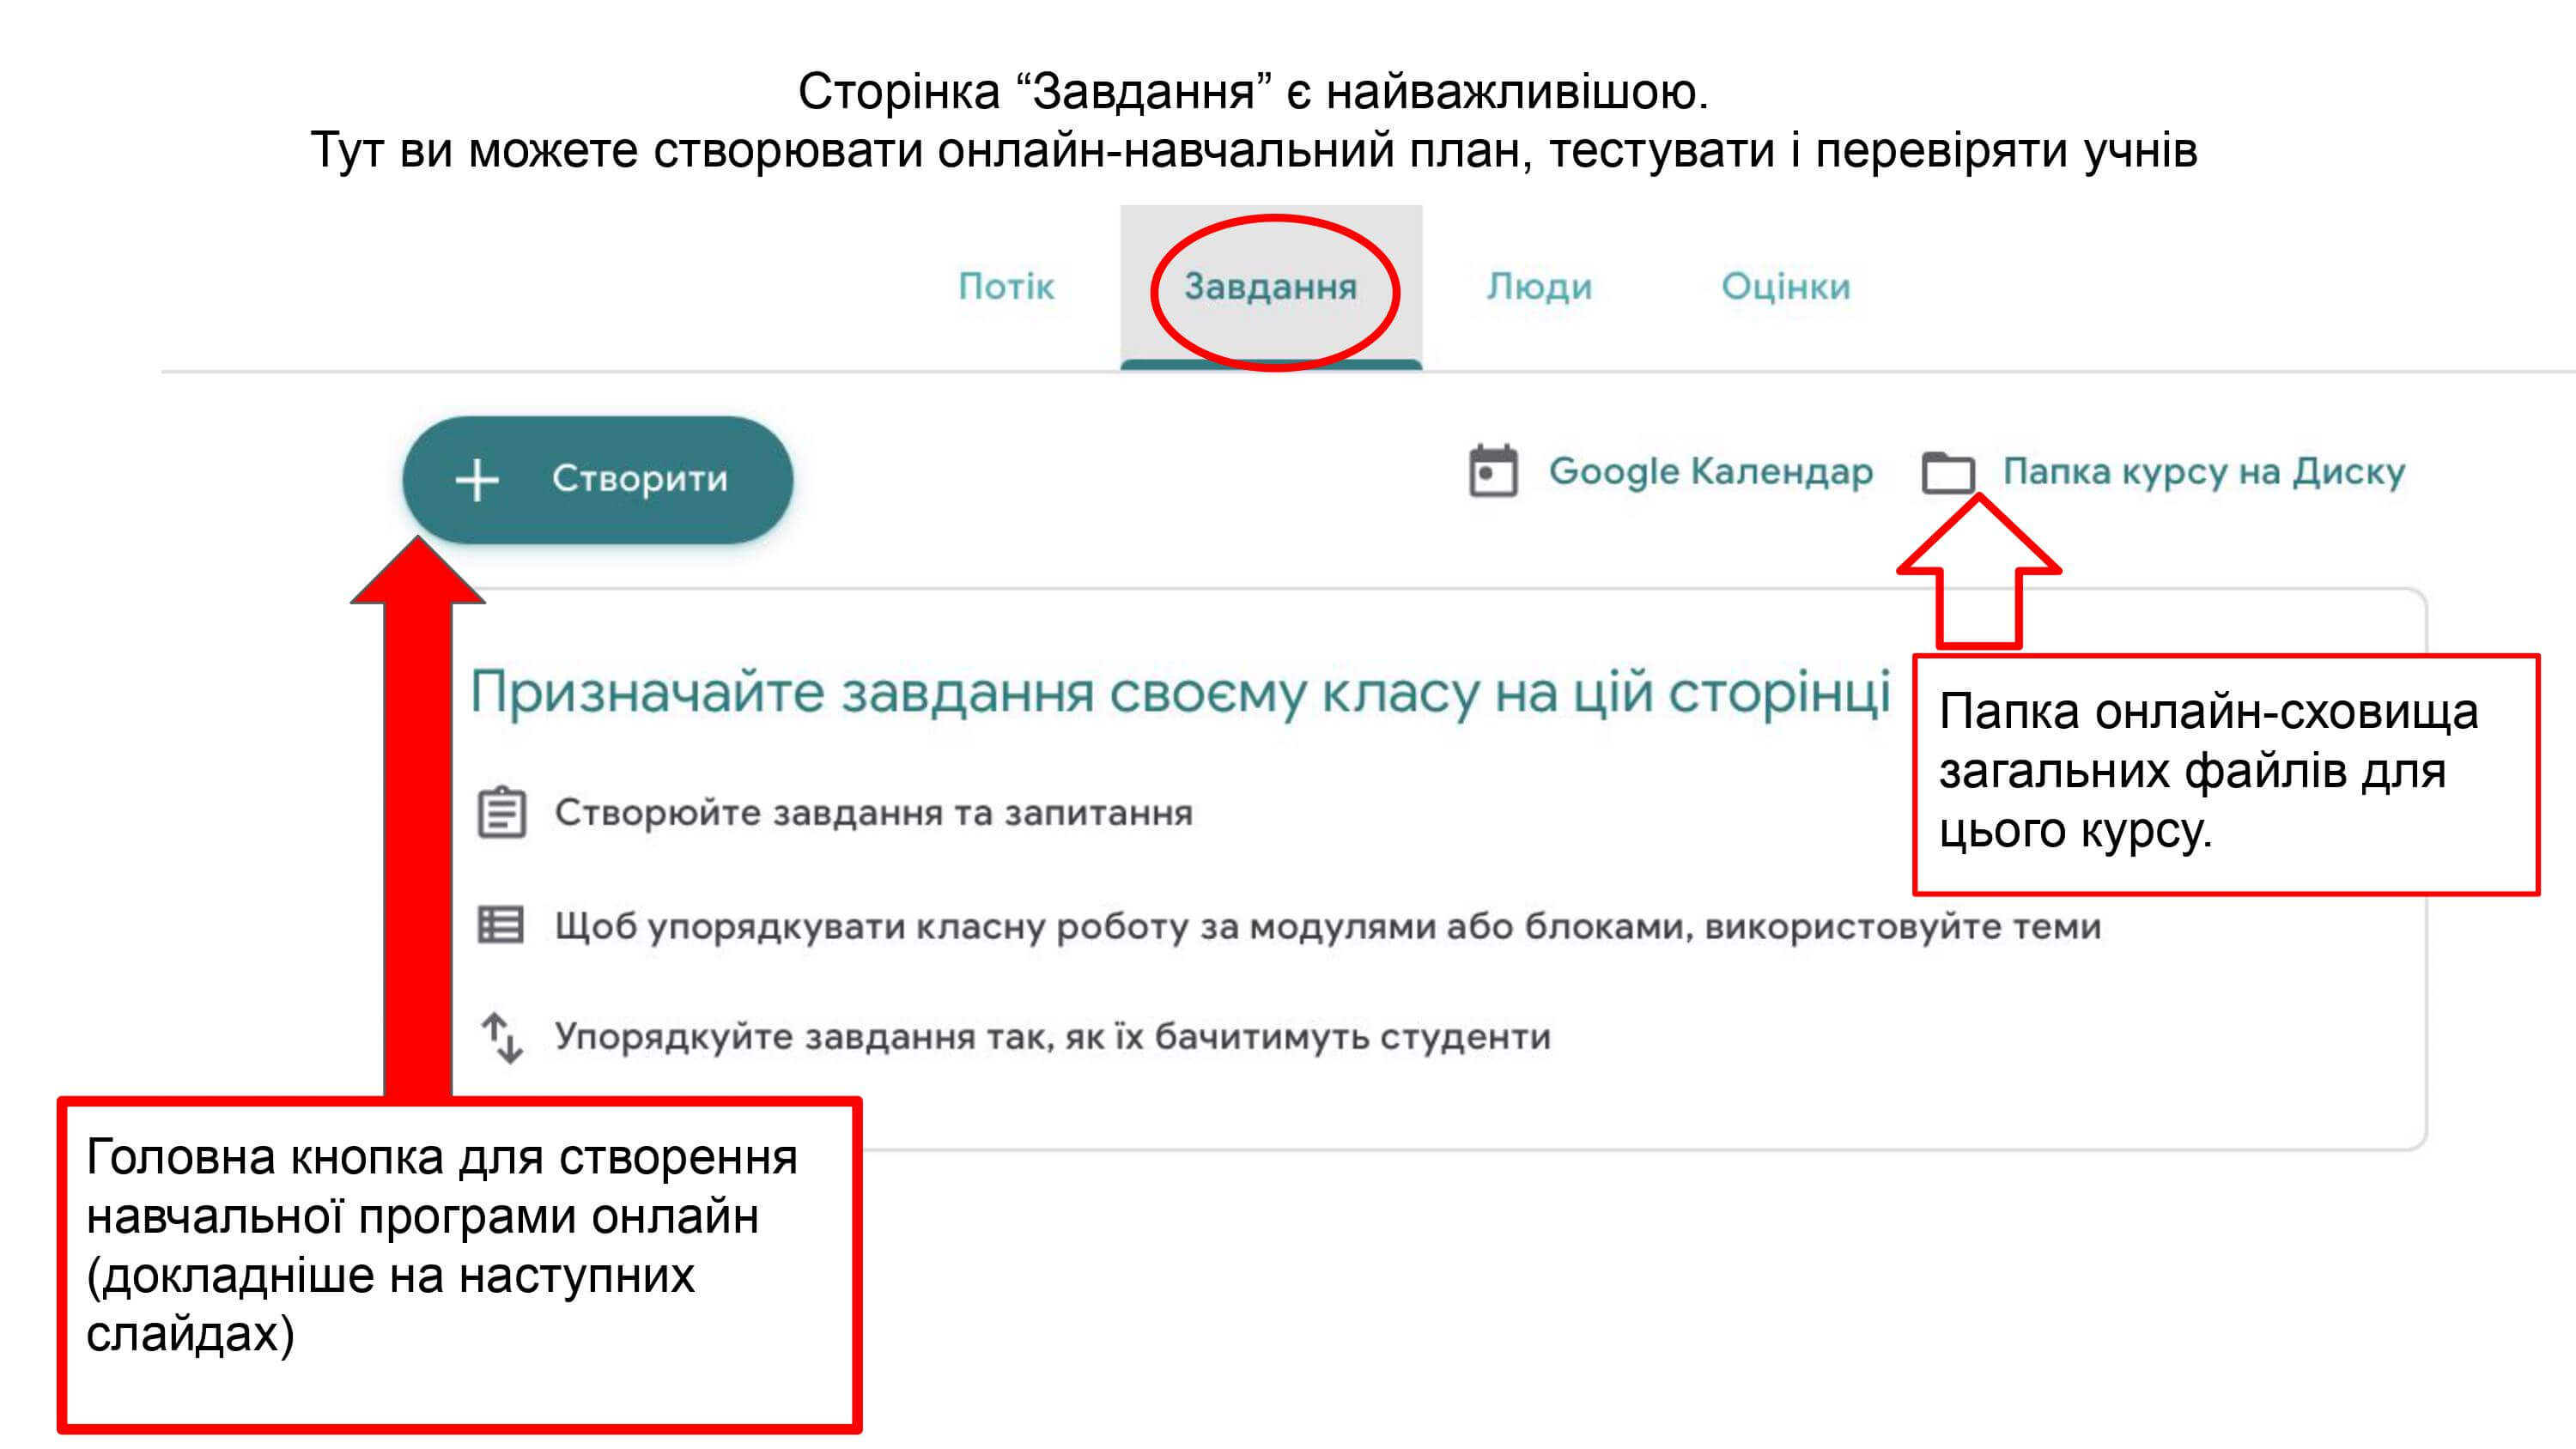 Сторінка “Завдання” є найважливішою.
Тут ви можете створювати онлайн-навчальний план, тестувати і перевіряти учнів
Потік Завдання Люди Оцінки
Створити Google Календар Папка курсу на Диску
Призначайте завдання своєму класу на цій сторінці
Створюйте завдання та запитання
Щоб упорядкувати класну роботу за модулями або блоками, використовуйте теми
Упорядкуйте завдання так, як їх бачитимуть студенти
Папка онлайн-сховища
загальних файлів для
цього курсу.
Головна кнопка для створення
навчальної програми онлайн
(докладніше на наступних
слайдах)